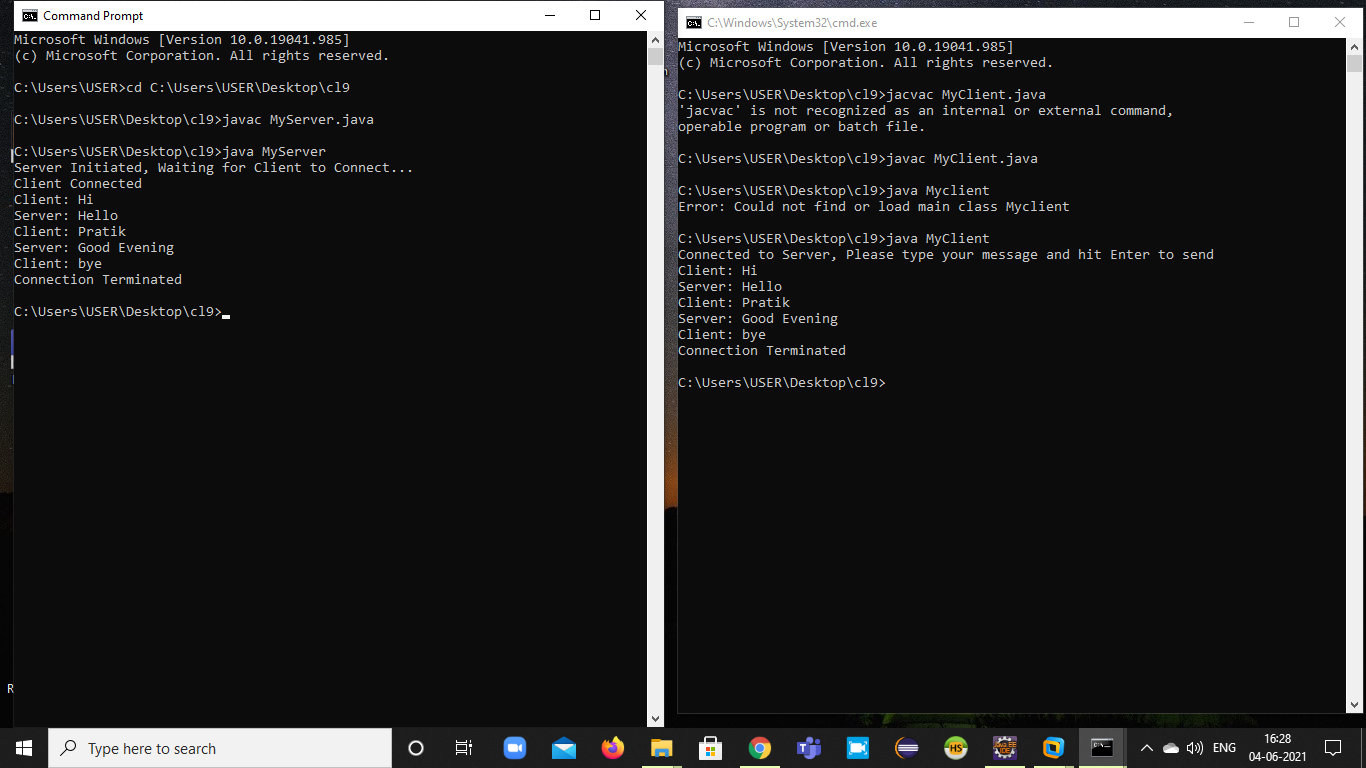 Command Prompt
Microsoft Windows [Version 10.0.19041.985]
(c) Microsoft Corporation. All rights reserved.
C:\Users\USER>cd C:\Users\USER\Desktop\cl9
C:\Users\USER\Desktop\cl9>javac MyServer.java
C:\Users\USER\Desktop\cl9>java MyServer
Server Initiated, Waiting for Client to Connect...
Client Connected
Client: Hi
Server: Hello
Client: Pratik
Server: Good Evening
Client: bye
Connection Terminated
C:\Users\USER\Desktop\cl9>
C:\Windows\System32\cmd.exe
Microsoft Windows [Version 10.0.19041.985]
(c) Microsoft Corporation. All rights reserved.
C:\Users\USER\Desktop\cl9>jacvac MyClient.java
'jacvac' is not recognized as an internal or external command,
operable program or batch file.
C:\Users\USER\Desktop\cl9>javac MyClient.java
C:\Users\USER\Desktop\cl9>java Myclient
Error: Could not find or load main class Myclient
C:\Users\USER\Desktop\cl9>java MyClient
Connected to Server, Please type your message and hit Enter to send
Client: Hi
Server: Hello
Client: Pratik
Server: Good Evening
Client: bye
Connection Terminated
C:\Users\USER\Desktop\cl9>
R
Type here to search
HS
Java EE
IDE
ENG
16:28
04-06-2021